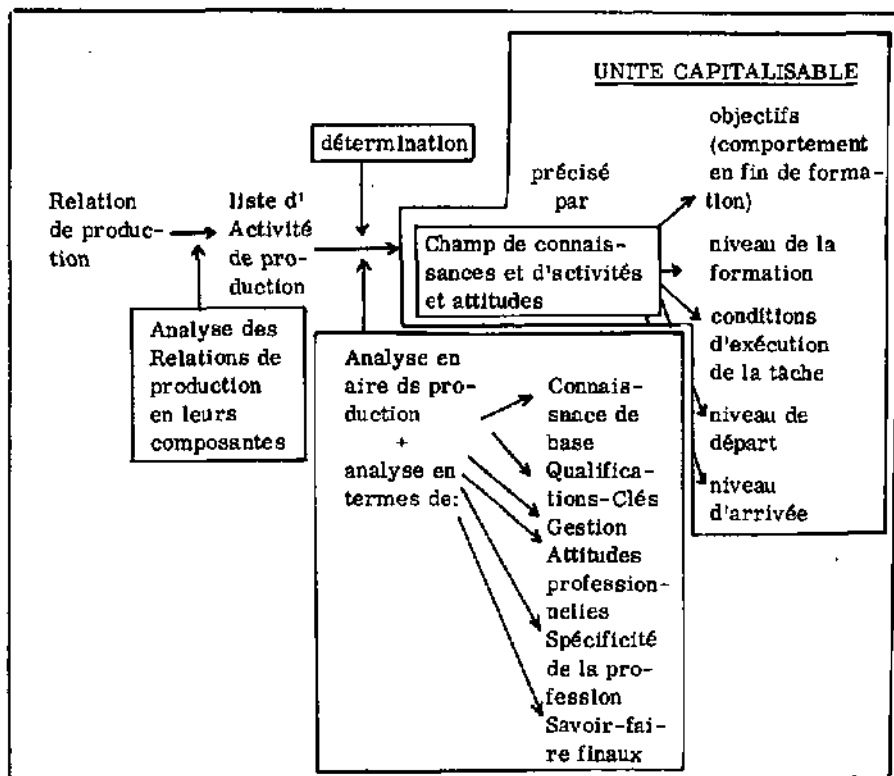 UNITE CAPITALISABLE
objectifs
(comportement
en fin de forma-
tion)
détermination
précisé
par
Relation
de produc-
tion
liste d'
Activité
de pro-
duction
Champ de connais-
sances et d'activités
et attitudes
niveau de la
formation
conditions
d'exécution
de la tâche
niveau de
départ
niveau
d'arrivée
Analyse des
Relations de
production
en leurs
composantes
Analyse en
aire ds pro-
duction
+
analyse en
termes de:
Connais-
sance de
base
Qualifica-
tions-Clés
Gestion
Attitudes
profession-
nelles
Spécificité
de la pro-
fession
Savoir-fai-
re finaux